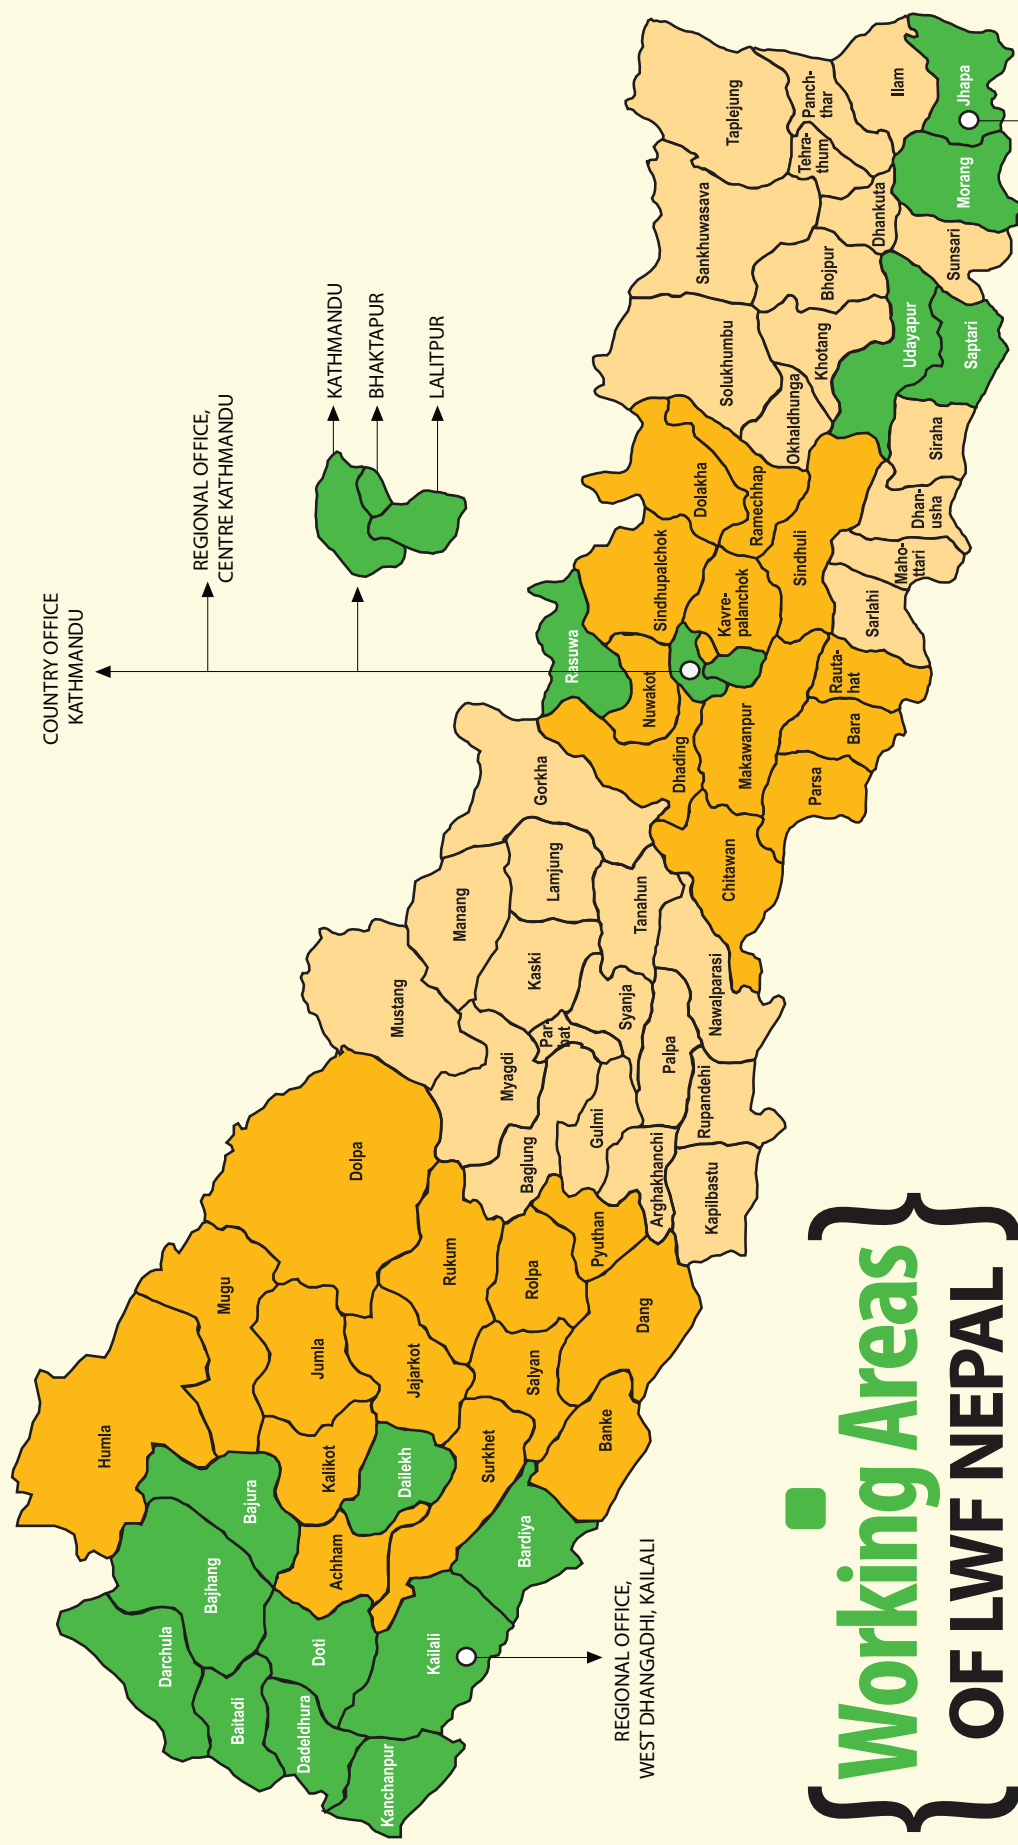 COUNTRY OFFICE
KATHMANDU
REGIONAL OFFICE,
CENTRE KATHMANDU
KATHMANDU
BHAKTAPUR
LALITPUR
Humla
Darchula
Bajhang
Bajura
Mugu
Baitadi
Doti
Kalikot
Jumla
Dolpa
Dadeldhura
Achham
Dailekh
Jajarkot
Kanchanpur
Kailali
Surkhet
Rukum
Bardiya
Salyan
Rolpa
Banke
Dang
Pyuthan
Mustang
Manang
Gorkha
Myagdi
Kaski
Lamjung
Baglung
Par-
bat
Gulmi
Syanja
Tanahun
Arghakhanchi
Palpa
Kapilbastu
Rupandehi
Nawalparasi
Chitawan
Rasuwa
Nuwakot
Dhading
Makawanpur
Parsa
Bara
Rauta-
hat
Sindhupalchok
Kavre-
palanchok
Dolakha
Ramechhap
Sindhuli
Sarlahi
Maho-
ttari
Dhan-
usha
Siraha
Solukhumbu
Okhaldhunga
Khotang
Udayapur
Saptari
Sankhuwasava
Bhojpur
Dhankuta
Sunsari
Taplejung
Tehra-
thum
Panch-
thar
Ilam
Morang
Jhapa
REGIONAL OFFICE,
WEST DHANGADHI, KAILALI
Working Areas
OF LWF NEPAL